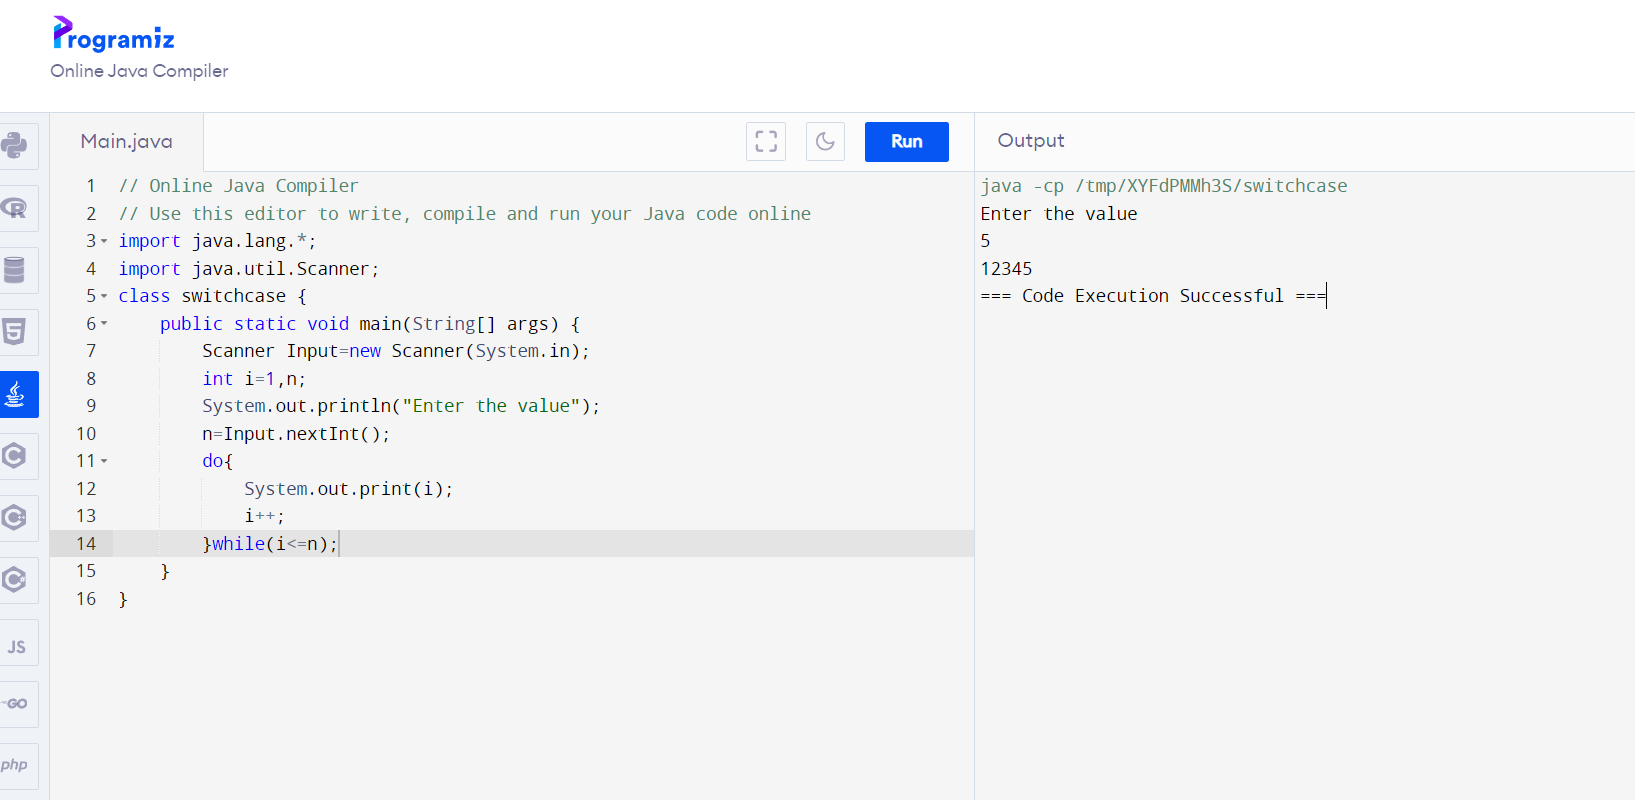 Programiz
Online Java Compiler
Main.java
Run
Output
1 // Online Java Compiler
2 // Use this editor to write, compile and run your Java code online
3 import java.lang.*;
4 import java.util.Scanner;
5 class switchcase {
6 public static void main(String[] args) {
7 Scanner Input=new Scanner(System.in);
8 int i=1,n;
9 System.out.println("Enter the value");
10 n=Input.nextInt();
11 do{
12 System.out.print(i);
13 i++;
14 }while(i<=n);
15 }
16 }
java -cp /tmp/XYFdPMMh3S/switchcase
Enter the value
5
12345
=== Code Execution Successful ===
R
5
C
C++
C#
JS
GO
php